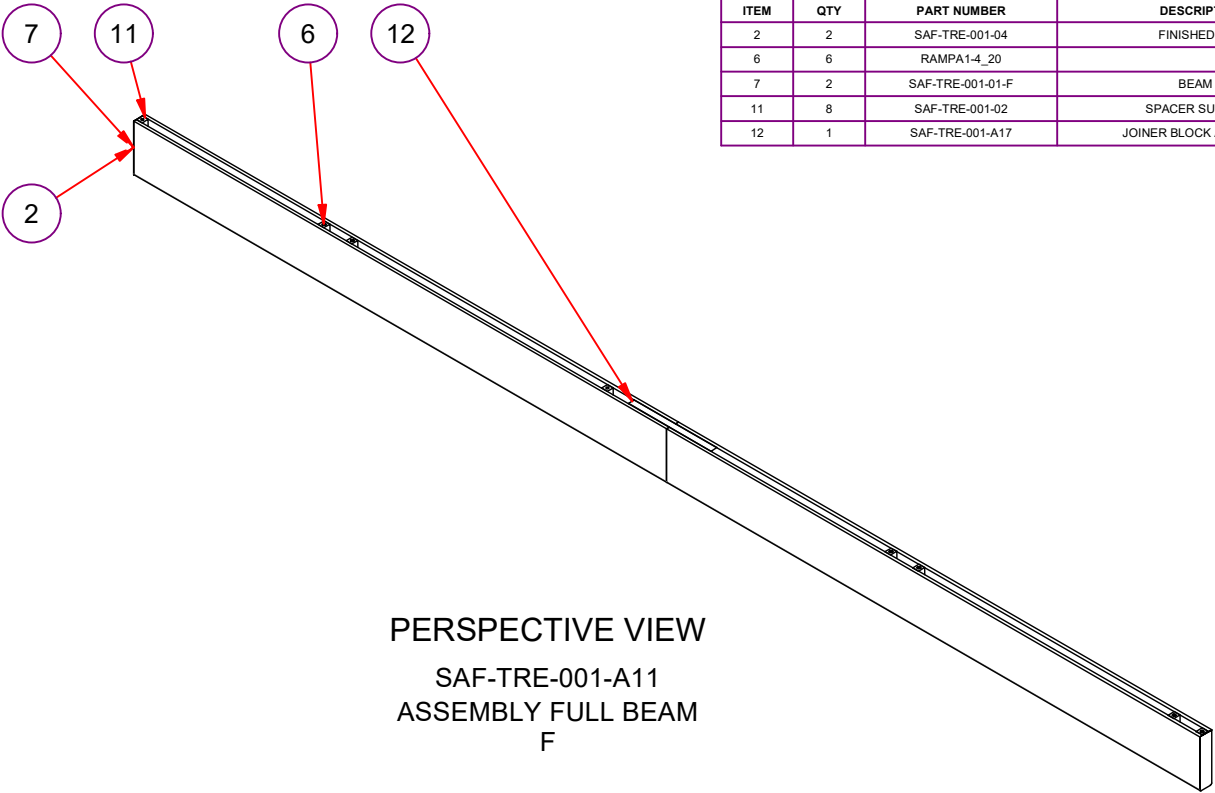 7
11
6
12
2
ITEM QTY PART NUMBER DESCRIPT
2 2 SAF-TRE-001-04 FINISHED
6 6 RAMPA1-4_20
7 2 SAF-TRE-001-01-F BEAM
11 8 SAF-TRE-001-02 SPACER SU
12 1 SAF-TRE-001-A17 JOINER BLOCK
PERSPECTIVE VIEW
SAF-TRE-001-A11
ASSEMBLY FULL BEAM
F